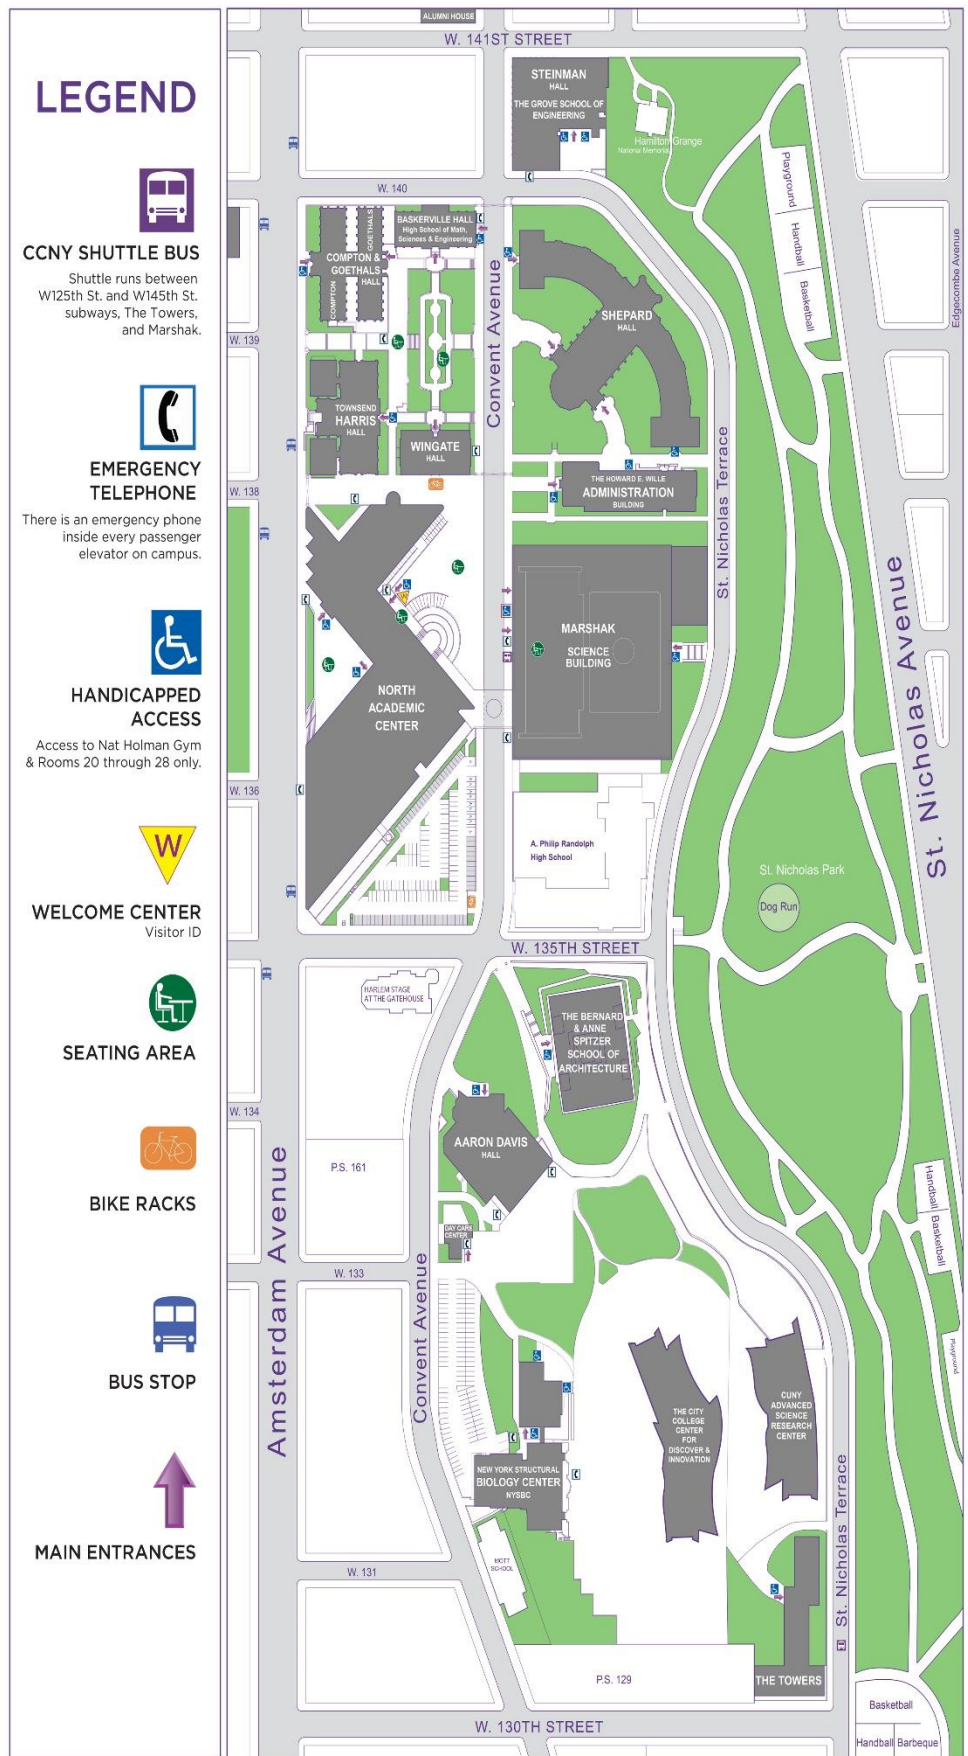 LEGEND
CCNY SHUTTLE BUS
Shuttle runs between
W125th St. and W145th St.
subways, The Towers,
and Marshak.
EMERGENCY
TELEPHONE
There is an emergency phone
inside every passenger
elevator on campus.
HANDICAPPED
ACCESS
Access to Nat Holman Gym
& Rooms 20 through 28 only.
W
WELCOME CENTER
Visitor ID
SEATING AREA
BIKE RACKS
BUS STOP
MAIN ENTRANCES
ALUMNI HOUSE
W. 141ST STREET
STEINMAN
HALL
THE GROVE SCHOOL OF
ENGINEERING
Hamilton Grange
National Memorial
Playground
Handball
Basketball
Edgecombe Avenue
W. 140
BASKERVILLE HALL
High School of Math,
Sciences & Engineering
GOETHALS
COMPTON &
GOETHALS
HALL
COMPTON
Convent Avenue
SHEPARD
HALL
W. 139
TOWNSEND
HARRIS
HALL
WINGATE
HALL
THE HOWARD E. WILLE
ADMINISTRATION
BUILDING
W. 138
St. Nicholas Terrace
W
MARSHAK
SCIENCE
BUILDING
NORTH
ACADEMIC
CENTER
St. Nicholas Avenue
W. 136
A. Philip Randolph
High School
St. Nicholas Park
Dog Run
W. 135TH STREET
HARLEM STAGE
AT THE GATEHOUSE
THE BERNARD
& ANNE
SPITZER
SCHOOL OF
ARCHITECTURE
W. 134
AARON DAVIS
HALL
P.S. 161
Amsterdam Avenue
DAY CARE
CENTER
Handball
Basketball
W. 133
Convent Avenue
Playground
THE CITY
COLLEGE
CENTER
FOR
DISCOVER &
INNOVATION
CUNY
ADVANCED
SCIENCE
RESEARCH
CENTER
NEW YORK STRUCTURAL
BIOLOGY CENTER
NYSBC
St. Nicholas Terrace
SCHOOL
W. 131
P.S. 129
THE TOWERS
Basketball
W. 130TH STREET
Handball
Barbeque